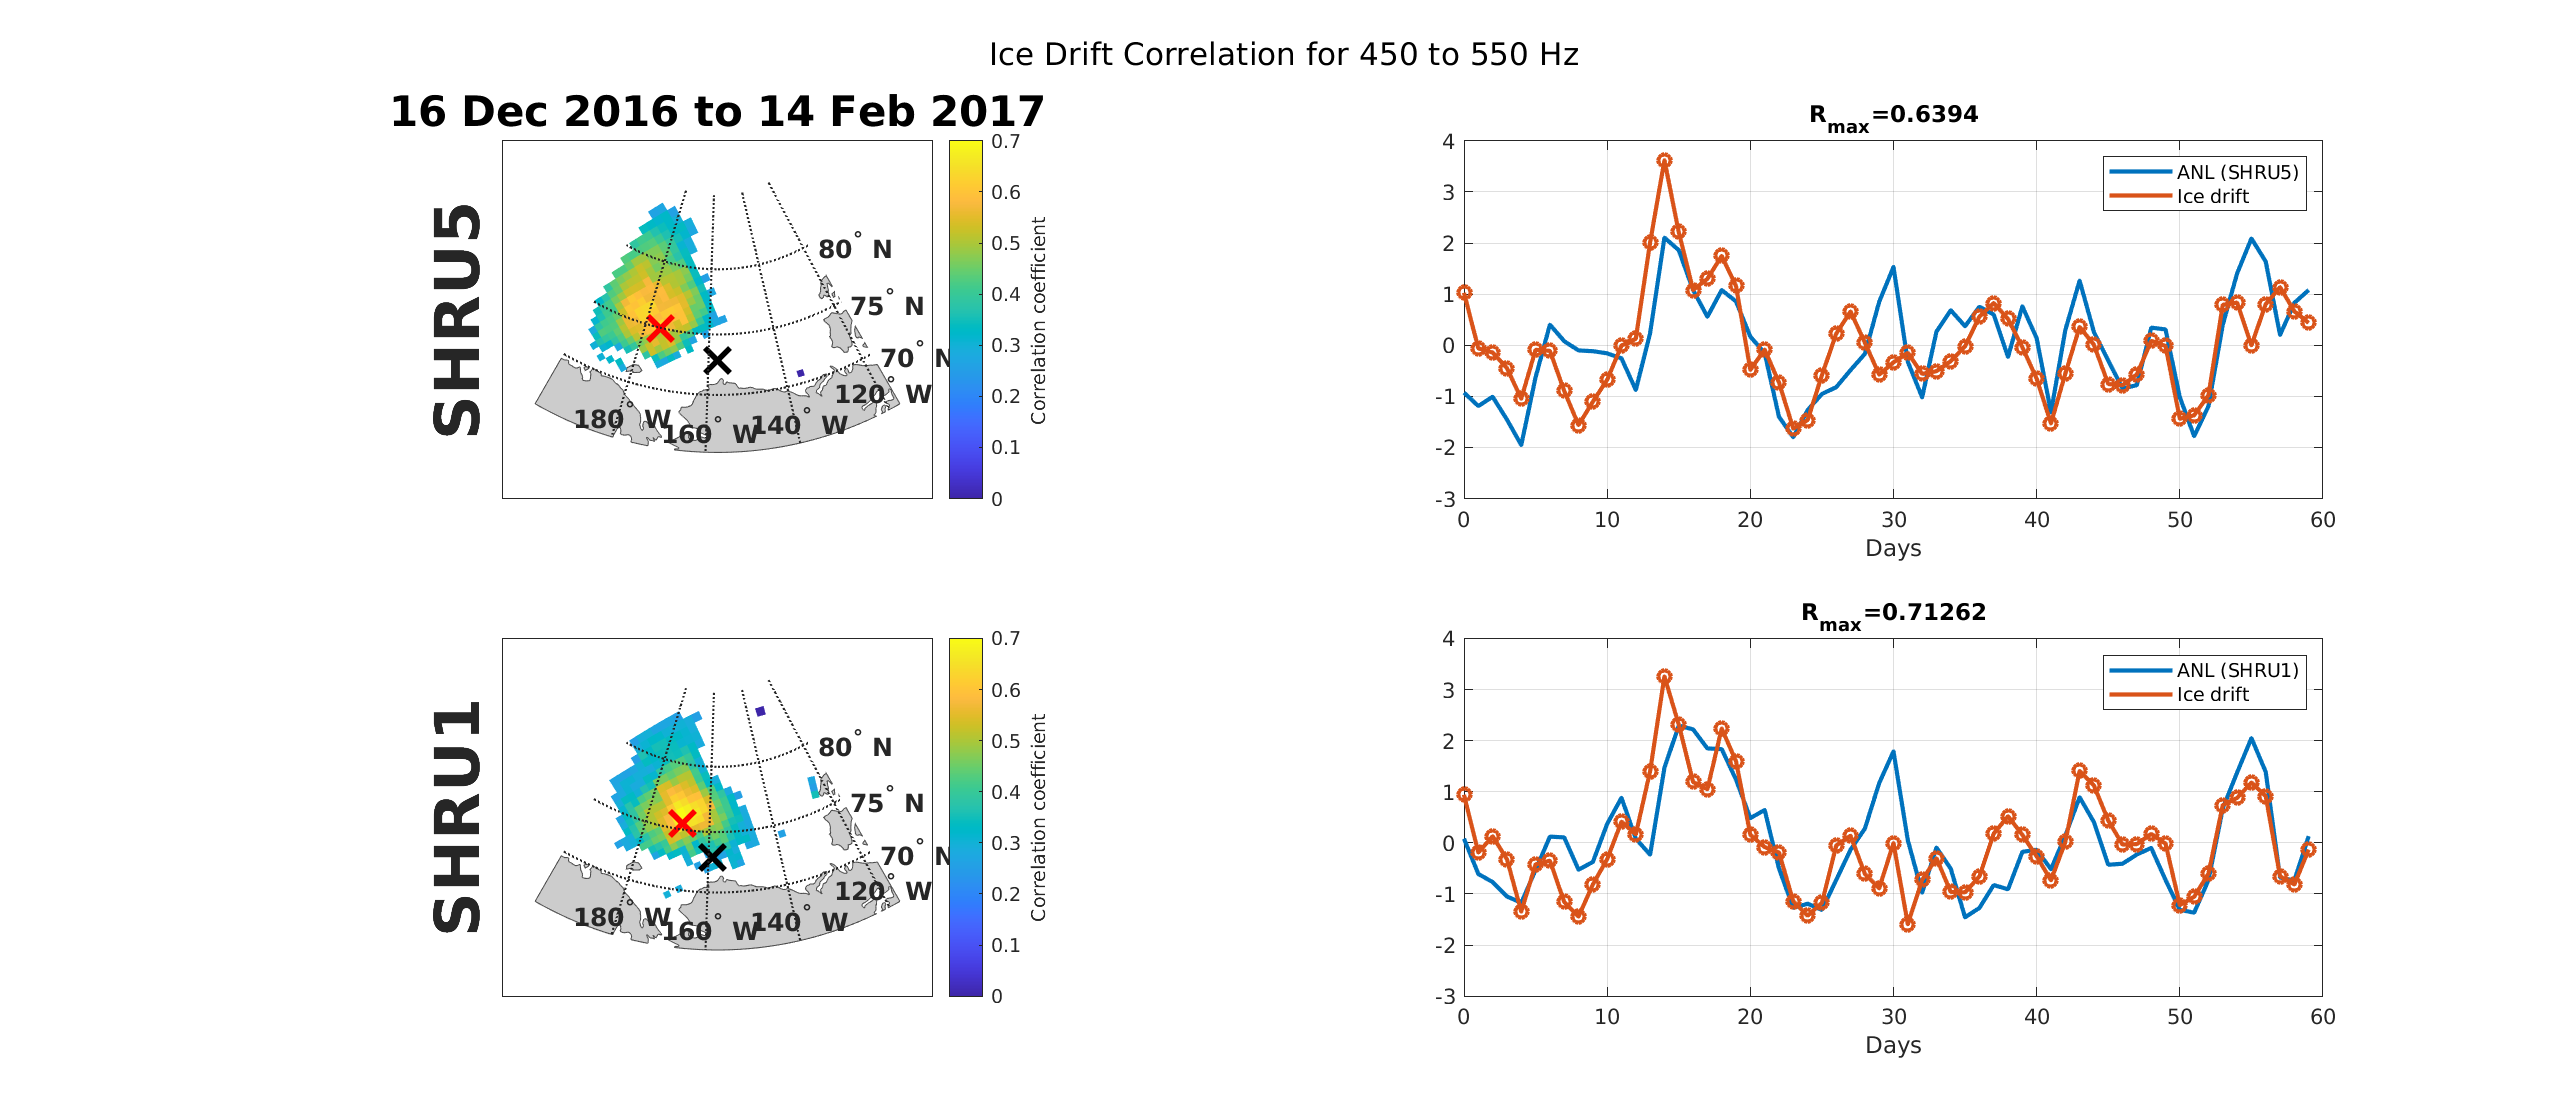 Ice Drift Correlation for 450 to 550 Hz
16 Dec 2016 to 14 Feb 2017
SHRU5
80° N
75° N
70° N
120° W
140° W
160° W
180° W
0.7
0.6
0.5
0.4
0.3
0.2
0.1
0
Correlation coefficient
Rmax=0.6394
4
3
2
1
0
-1
-2
-3
0 10 20 30 40 50 60
Days
ANL (SHRU5)
Ice drift
SHRU1
80° N
75° N
70° N
120° W
140° W
160° W
180° W
0.7
0.6
0.5
0.4
0.3
0.2
0.1
0
Correlation coefficient
Rmax=0.71262
4
3
2
1
0
-1
-2
-3
0 10 20 30 40 50 60
Days
ANL (SHRU1)
Ice drift